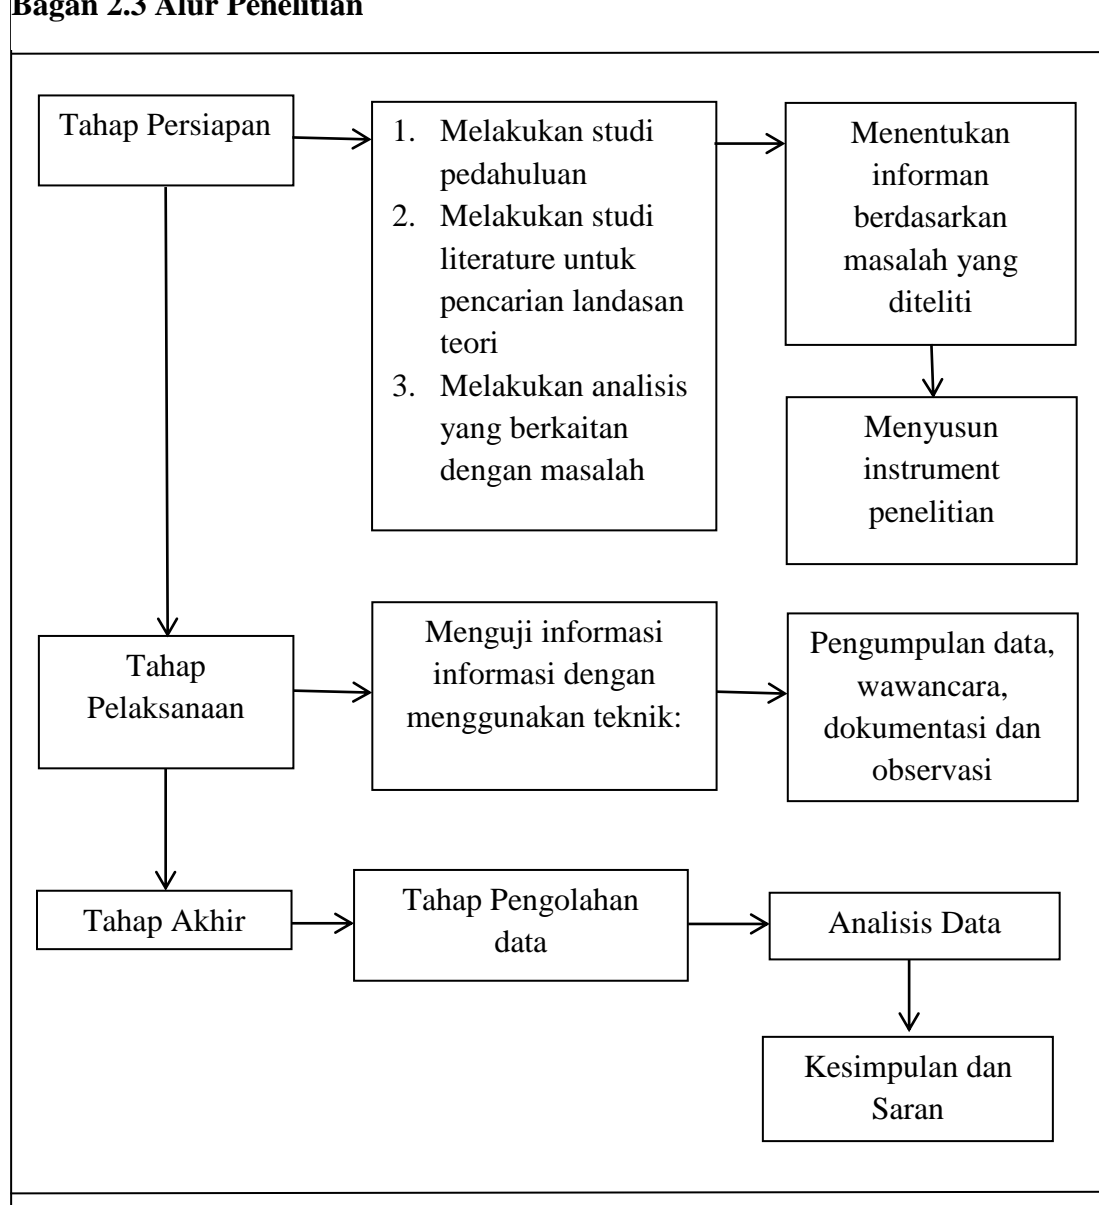 Bagan 2.3 Alur Penelitian
Tahap Persiapan
1. Melakukan studi
pedahuluan
2. Melakukan studi
literature untuk
pencarian landasan
teori
3. Melakukan analisis
yang berkaitan
dengan masalah
Menentukan
informan
berdasarkan
masalah yang
diteliti
Menyusun
instrument
penelitian
Tahap
Pelaksanaan
Menguji informasi
informasi dengan
menggunakan teknik:
Pengumpulan data,
wawancara,
dokumentasi dan
observasi
Tahap Akhir
Tahap Pengolahan
data
Analisis Data
Kesimpulan dan
Saran